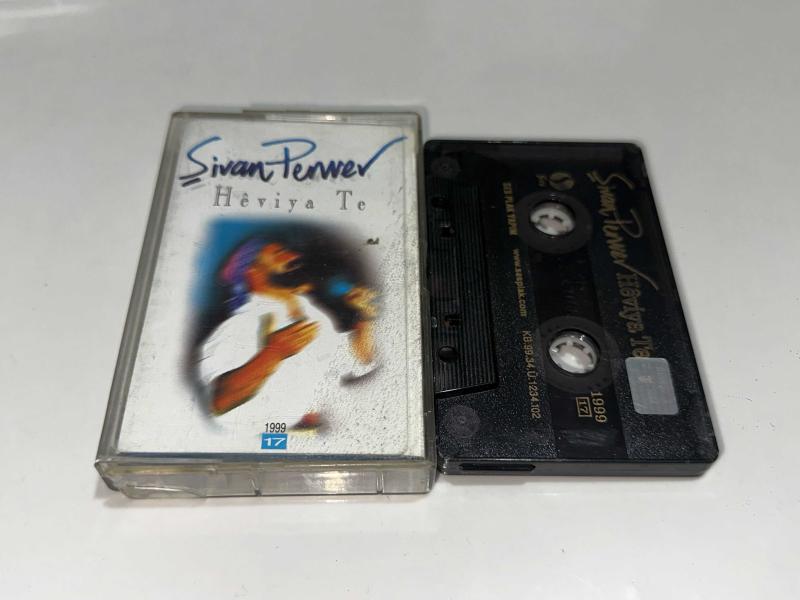 Şivan Perwer
Hêviya Te
1999
17
Şivan Perwer Hêviya Te
SES PLAK YAPIM
www.sesplak.com
KB.99.34.Ü.1234.102
1999
17